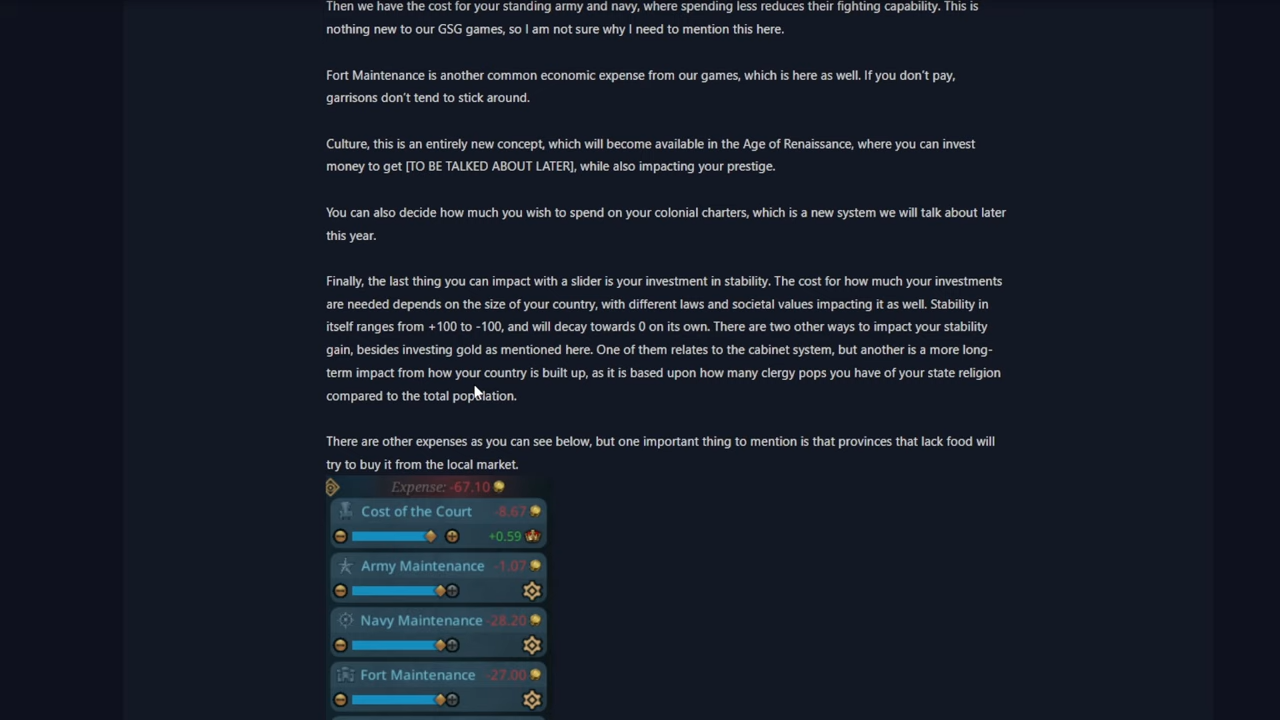 Then we have the cost for your standing army and navy, where spending less reduces their fighting capability. This is
nothing new to our GSG games, so I am not sure why I need to mention this here.
Fort Maintenance is another common economic expense from our games, which is here as well. If you don't pay,
garrisons don't tend to stick around.
Culture, this is an entirely new concept, which will become available in the Age of Renaissance, where you can invest
money to get [TO BE TALKED ABOUT LATER], while also impacting your prestige.
You can also decide how much you wish to spend on your colonial charters, which is a new system we will talk about later
this year.
Finally, the last thing you can impact with a slider is your investment in stability. The cost for how much your investments
are needed depends on the size of your country, with different laws and societal values impacting it as well. Stability in
itself ranges from +100 to -100, and will decay towards 0 on its own. There are two other ways to impact your stability
gain, besides investing gold as mentioned here. One of them relates to the cabinet system, but another is a more long-
term impact from how your country is built up, as it is based upon how many clergy pops you have of your state religion
compared to the total population.
There are other expenses as you can see below, but one important thing to mention is that provinces that lack food will
try to buy it from the local market.
Expense: -67.10
Cost of the Court -8.67
+0.59
Army Maintenance -1.07
Navy Maintenance -28.20
Fort Maintenance -27.00